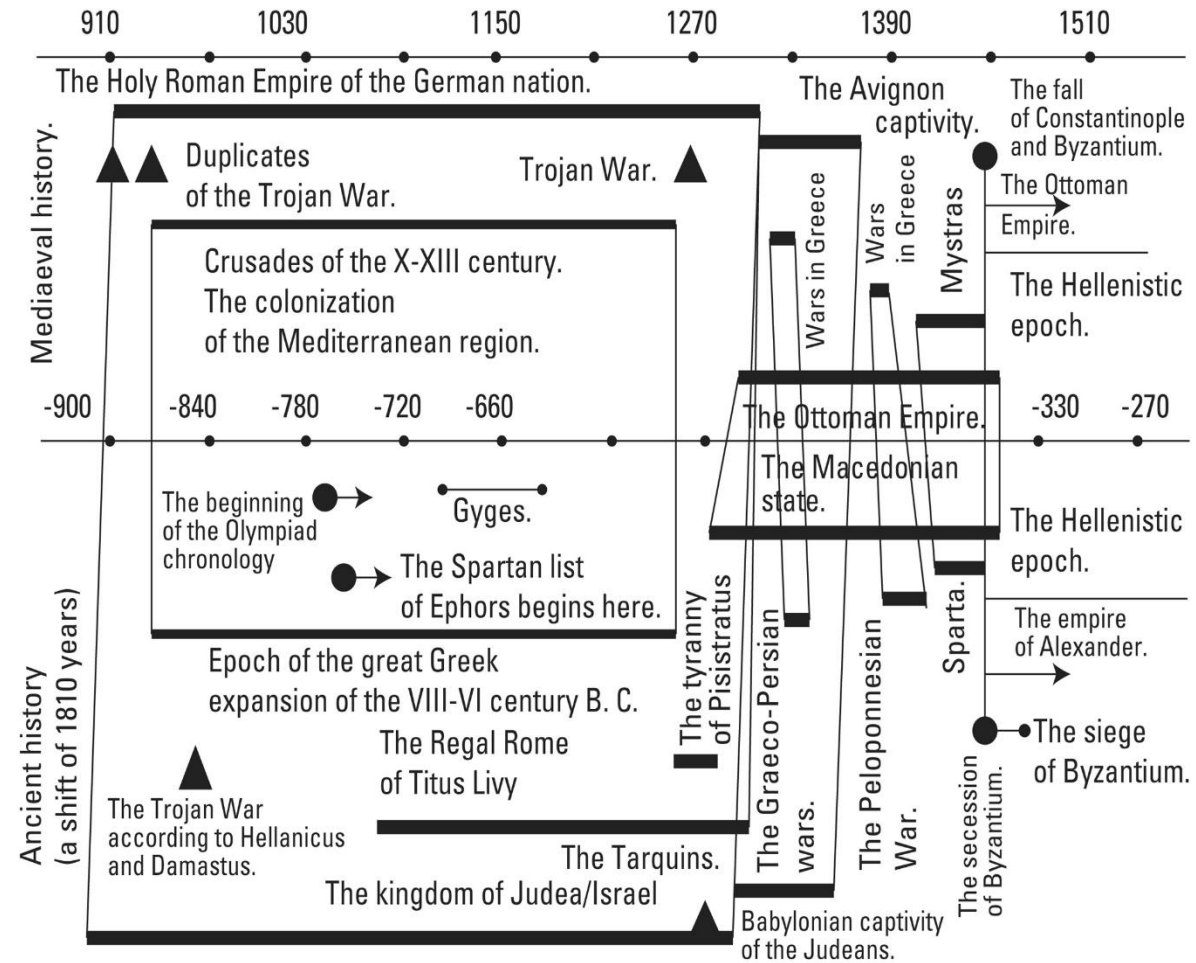 910 1030 1150 1270 1390 1510
The Holy Roman Empire of the German nation.
The Avignon
captivity.
The fall
of Constantinople
and Byzantium.
Mediaeval history.
Duplicates
of the Trojan War.
Trojan War.
Wars in Greece
Wars
in Greece
Mystras
The Ottoman
Empire.
Crusades of the X-XIII century.
The colonization
of the Mediterranean region.
The Hellenistic
epoch.
-900 -840 -780 -720 -660 -330 -270
The Ottoman Empire.
The Macedonian
state.
The beginning
of the Olympiad
chronology
Gyges.
The Hellenistic
epoch.
The Spartan list
of Ephors begins here.
Ancient history
(a shift of 1810 years)
Epoch of the great Greek
expansion of the VIII-VI century B. C.
The tyranny
of Pisistratus
The Graeco-Persian
wars.
The Peloponnesian
War.
Sparta.
The empire
of Alexander.
The Regal Rome
of Titus Livy
The siege
of Byzantium.
The secession
of Byzantium.
The Trojan War
according to Hellanicus
and Damastus.
The Tarquins.
The kingdom of Judea/Israel
Babylonian captivity
of the Judeans.